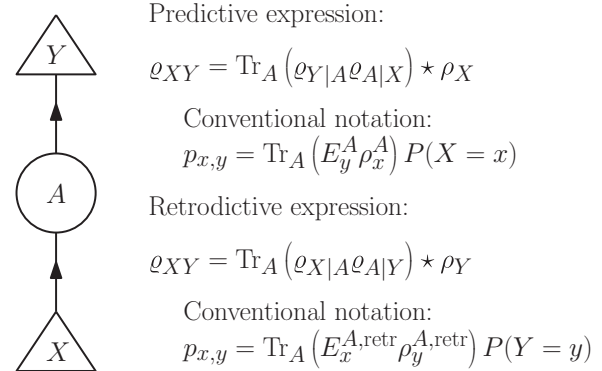 Y
A
X
Predictive expression:
ϱ_{XY} = Tr_A (ϱ_{Y|A} ϱ_{A|X}) ⋆ ρ_X
Conventional notation:
p_{x,y} = Tr_A (E_y^A ρ_x^A) P(X = x)
Retrodictive expression:
ϱ_{XY} = Tr_A (ϱ_{X|A} ϱ_{A|Y}) ⋆ ρ_Y
Conventional notation:
p_{x,y} = Tr_A (E_x^{A,retr} ρ_y^{A,retr}) P(Y = y)